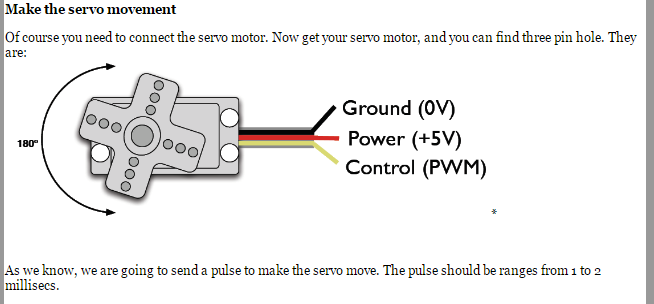 Make the servo movement
Of course you need to connect the servo motor. Now get your servo motor, and you can find three pin hole. They
are:
Ground (0V)
180°
Power (+5V)
Control (PWM)
*
As we know, we are going to send a pulse to make the servo move. The pulse should be ranges from 1 to 2
millisecs.